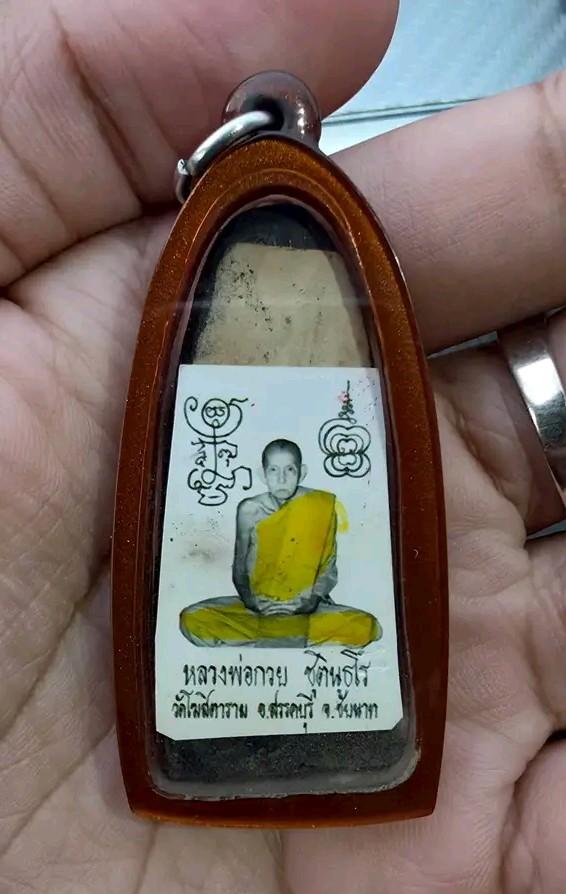 หลวงพ่อกวย ชุตินฺธโร
วัดโฆสิตาราม อ.สรรคบุรี จ.ชัยนาท